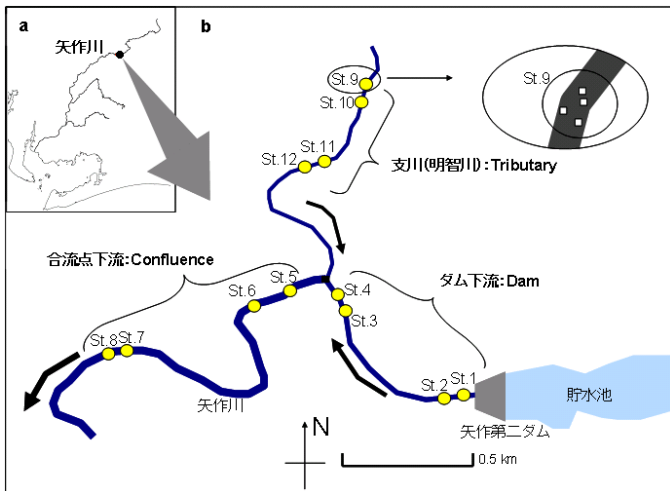 a
矢作川
b
St.9
St.10
St.11
St.12
St.9
支川(明智川):Tributary
合流点下流:Confluence
ダム下流:Dam
St.5
St.6
St.4
St.3
St.8
St.7
St.2
St.1
矢作川
矢作第二ダム
貯水池
N
0.5 km